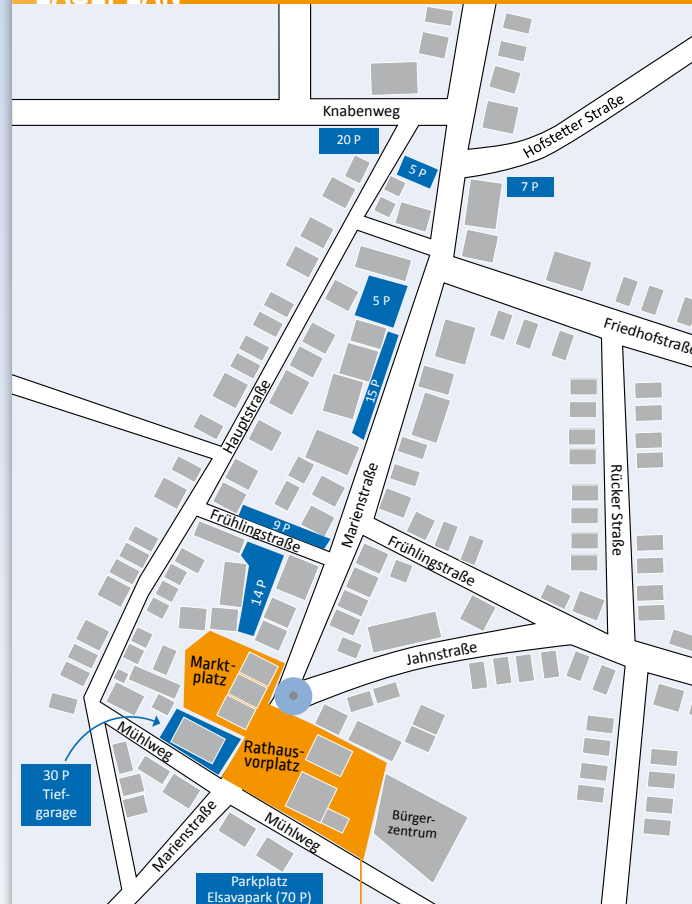 Knabenweg
Hofstetter Straße
20 P
5 P
7 P
5 P
Friedhofstraße
15 P
Hauptstraße
Marienstraße
Rücker Straße
9 P
Frühlingstraße
Frühlingstraße
14 P
Jahnstraße
Markt-
platz
Mühlweg
Rathaus-
vorplatz
30 P
Tief-
garage
Bürger-
zentrum
Marienstraße
Mühlweg
Parkplatz
Elsavapark (70 P)